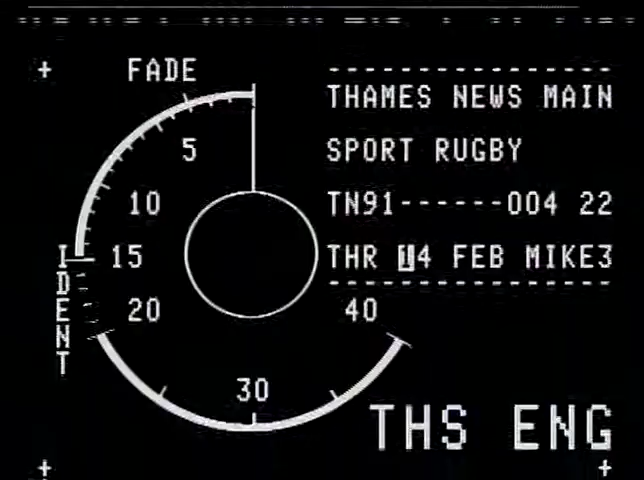 FADE
THAMES NEWS MAIN
SPORT RUGBY
TN91------004 22
THR 14 FEB MIKE3
5
10
15
20
30
40
IDENT
THS ENG